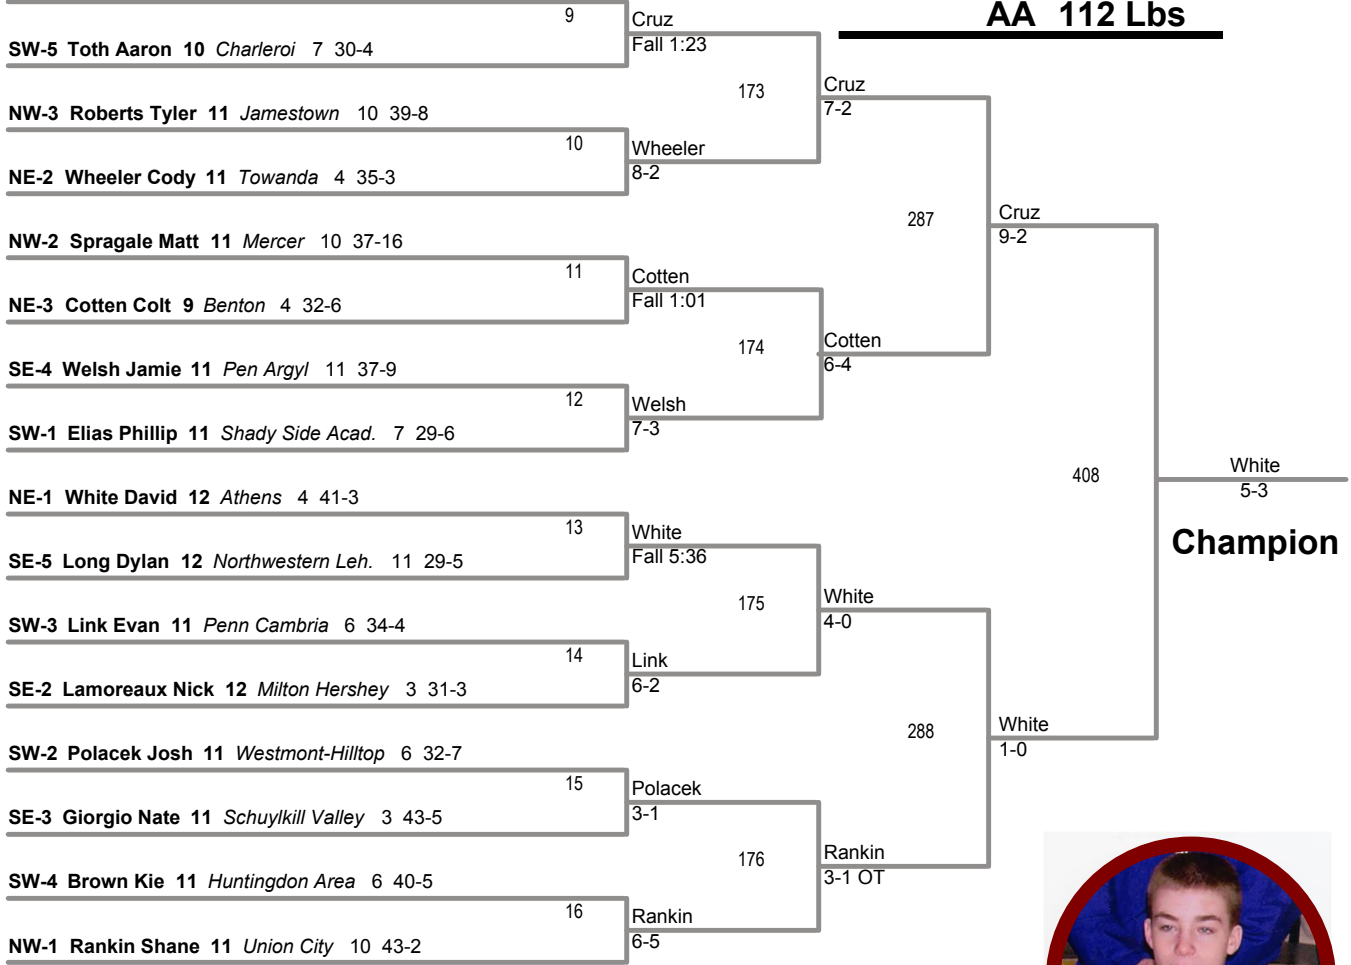 AA 112 Lbs
9
Cruz
Fall 1:23
SW-5 Toth Aaron 10 Charleroi 7 30-4
173
Cruz
7-2
NW-3 Roberts Tyler 11 Jamestown 10 39-8
10
Wheeler
8-2
NE-2 Wheeler Cody 11 Towanda 4 35-3
287
Cruz
9-2
NW-2 Spragale Matt 11 Mercer 10 37-16
11
Cotten
Fall 1:01
NE-3 Cotten Colt 9 Benton 4 32-6
174
Cotten
6-4
SE-4 Welsh Jamie 11 Pen Argyl 11 37-9
12
Welsh
7-3
SW-1 Elias Phillip 11 Shady Side Acad. 7 29-6
408
White
5-3
Champion
NE-1 White David 12 Athens 4 41-3
13
White
Fall 5:36
SE-5 Long Dylan 12 Northwestern Leh. 11 29-5
175
White
4-0
SW-3 Link Evan 11 Penn Cambria 6 34-4
14
Link
6-2
SE-2 Lamoreaux Nick 12 Milton Hershey 3 31-3
288
White
1-0
SW-2 Polacek Josh 11 Westmont-Hilltop 6 32-7
15
Polacek
3-1
SE-3 Giorgio Nate 11 Schuylkill Valley 3 43-5
176
Rankin
3-1 OT
SW-4 Brown Kie 11 Huntingdon Area 6 40-5
16
Rankin
6-5
NW-1 Rankin Shane 11 Union City 10 43-2